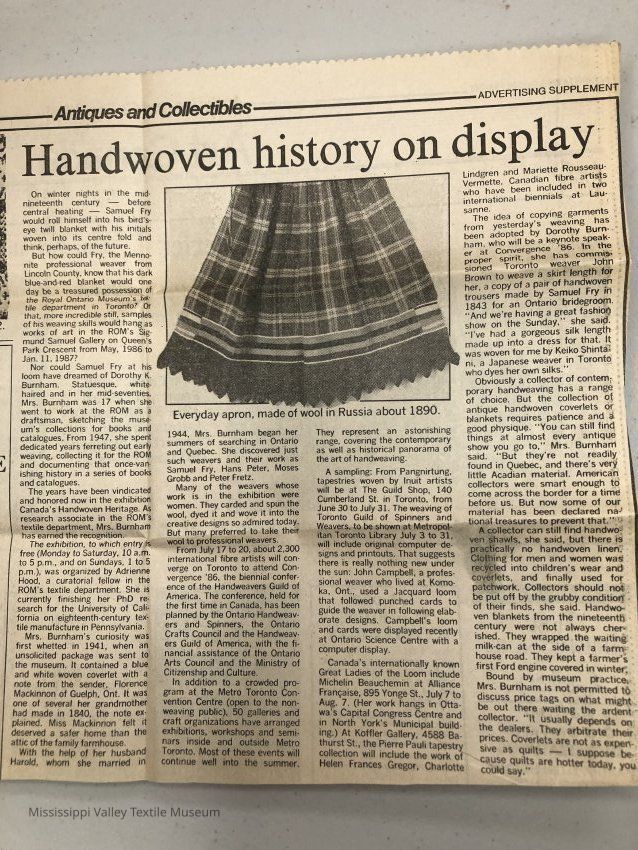 Antiques and Collectibles
ADVERTISING SUPPLEMENT
Handwoven history on display
On winter nights in the mid-
nineteenth century — before
central heating — Samuel Fry
would roll himself into his bird's-
eye twill blanket with his initials
woven into its centre fold and
think, perhaps, of the future.
But how could Fry, the Menno-
nite professional weaver from
Lincoln County, know that his dark
blue-and-red blanket would one
day be a treasured possession of
the Royal Ontario Museum's tex-
tile department in Toronto? Or
that, more incredible still, samples
of his weaving skills would hang as
works of art in the ROM's Sig-
mund Samuel Gallery on Queen's
Park Crescent from May, 1986 to
Jan. 11, 1987?
Nor could Samuel Fry at his
loom have dreamed of Dorothy K.
Burnham. Statuesque, white-
haired and in her mid-seventies,
Mrs. Burnham was 17 when she
went to work at the ROM as a
draftsman, sketching the muse-
um's collections for books and
catalogues. From 1947, she spent
dedicated years ferreting out early
weaving, collecting it for the ROM
and documenting that once-van-
ishing history in a series of books
and catalogues.
The years have been vindicated
and honored now in the exhibition
Canada's Handwoven Heritage. As
research associate in the ROM's
textile department, Mrs. Burnham
has earned the recognition.
The exhibition, to which entry is
free (Monday to Saturday, 10 a.m.
to 5 p.m., and on Sundays, 1 to 5
p.m.), was organized by Adrienne
Hood, a curatorial fellow in the
ROM's textile department. She is
currently finishing her PhD re-
search for the University of Cali-
fornia on eighteenth-century tex-
tile manufacture in Pennsylvania.
Mrs. Burnham's curiosity was
first whetted in 1941, when an
unsolicited package was sent to
the museum. It contained a blue
and white woven coverlet with a
note from the sender, Florence
Mackinnon of Guelph, Ont. It was
one of several her grandmother
had made in 1840, the note ex-
plained. Miss Mackinnon felt it
deserved a safer home than the
attic of the family farmhouse.
With the help of her husband
Harold, whom she married in
Everyday apron, made of wool in Russia about 1890.
1944, Mrs. Burnham began her
summers of searching in Ontario
and Quebec. She discovered just
such weavers and their work as
Samuel Fry, Hans Peter, Moses
Grobb and Peter Fretz.
Many of the weavers whose
work is in the exhibition were
women. They carded and spun the
wool, dyed it and wove it into the
creative designs so admired today.
But many preferred to take their
wool to professional weavers.
From July 17 to 20, about 2,300
international fibre artists will con-
verge on Toronto to attend Con-
vergence '86, the biennial confer-
ence of the Handweavers Guild of
America. The conference, held for
the first time in Canada, has been
planned by the Ontario Handweav-
ers and Spinners, the Ontario
Crafts Council and the Handweav-
ers Guild of America, with the fi-
nancial assistance of the Ontario
Arts Council and the Ministry of
Citizenship and Culture.
In addition to a crowded pro-
gram at the Metro Toronto Con-
vention Centre (open to the non-
weaving public), 50 galleries and
craft organizations have arranged
exhibitions, workshops and semi-
nars inside and outside Metro
Toronto. Most of these events will
continue well into the summer.
They represent an astonishing
range, covering the contemporary
as well as historical panorama of
the art of handweaving.
A sampling: From Pangnirtung,
tapestries woven by Inuit artists
will be at The Guild Shop, 140
Cumberland St. in Toronto, from
June 30 to July 31. The weaving of
Toronto Guild of Spinners and
Weavers, to be shown at Metropol-
itan Toronto Library July 3 to 31,
will include original computer de-
signs and printouts. That suggests
there is really nothing new under
the sun: John Campbell, a profes-
sional weaver who lived at Komo-
ka, Ont., used a Jacquard loom
that followed punched cards to
guide the weaver in following elab-
orate designs. Campbell's loom
and cards were displayed recently
at Ontario Science Centre with a
computer display.
Canada's internationally known
Great Ladies of the Loom include
Michelin Beauchemin at Alliance
Française, 895 Yonge St., July 7 to
Aug. 7. (Her work hangs in Otta-
wa's Capital Congress Centre and
in North York's Municipal build-
ing.) At Koffler Gallery, 4588 Ba-
thurst St., the Pierre Pauli tapestry
collection will include the work of
Helen Frances Gregor, Charlotte
Lindgren and Mariette Rousseau-
Vermette, Canadian fibre artists
who have been included in two
international biennials at Lau-
sanne.
The idea of copying garments
from yesterday's weaving has
been adopted by Dorothy Burn-
ham, who will be a keynote speak-
er at Convergence '86. In the
proper spirit, she has commis-
sioned Toronto weaver John
Brown to weave a skirt length for
her, a copy of a pair of handwoven
trousers made by Samuel Fry in
1843 for an Ontario bridegroom.
"And we're having a great fashion
show on the Sunday," she said.
"I've had a gorgeous silk length
made up into a dress for that. It
was woven for me by Keiko Shinta-
ni, a Japanese weaver in Toronto
who dyes her own silks."
Obviously a collector of contem-
porary handweaving has a range
of choice. But the collection of
antique handwoven coverlets or
blankets requires patience and a
good physique. "You can still find
things at almost every antique
show you go to," Mrs. Burnham
said. "But they're not readily
found in Quebec, and there's very
little Acadian material. American
collectors were smart enough to
come across the border for a time
before us. But now some of our
material has been declared na-
tional treasures to prevent that."
A collector can still find handwo-
ven shawls, she said, but there is
practically no handwoven linen.
Clothing for men and women was
recycled into children's wear and
coverlets, and finally used for
patchwork. Collectors should not
be put off by the grubby condition
of their finds, she said. Handwo-
ven blankets from the nineteenth
century were not always cher-
ished. They wrapped the waiting
milk-can at the side of a farm-
house road. They kept a farmer's
first Ford engine covered in winter.
Bound by museum practice,
Mrs. Burnham is not permitted to
discuss price tags on what might
be out there waiting the ardent
collector. "It usually depends on
the dealers. They arbitrate their
prices. Coverlets are not as expen-
sive as quilts — I suppose be-
cause quilts are hotter today, you
could say."
Mississippi Valley Textile Museum